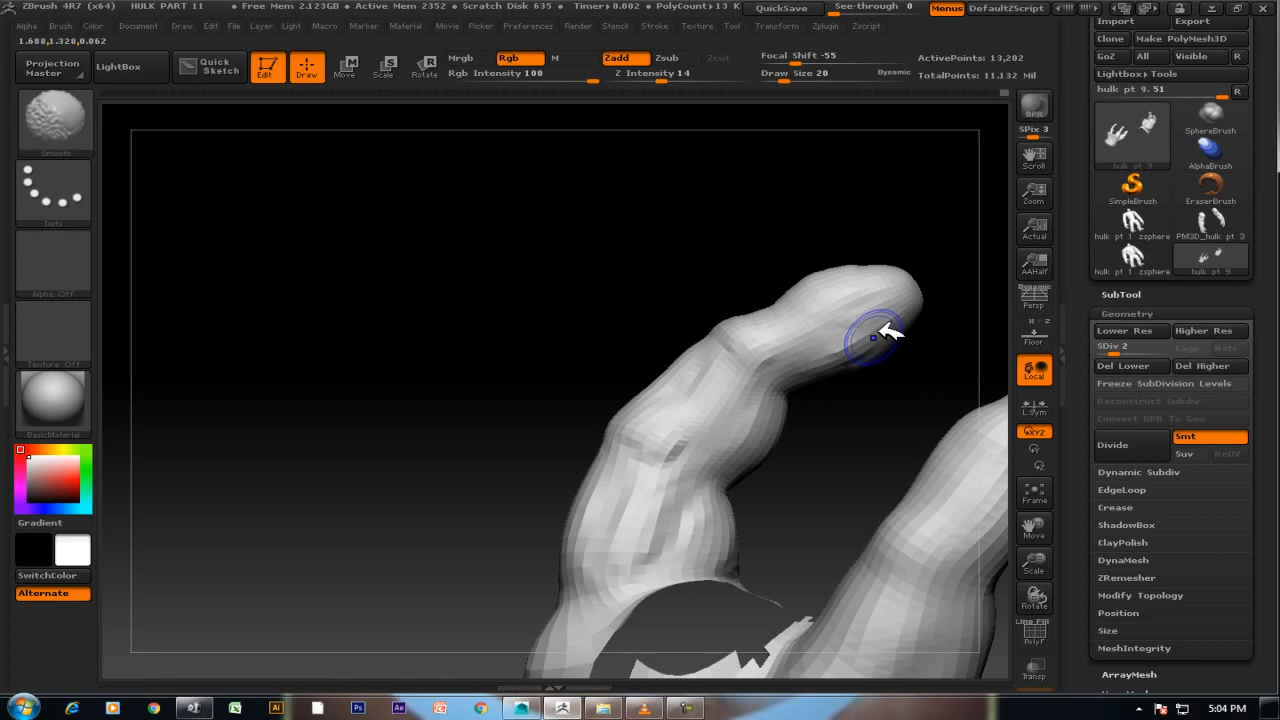 ZBrush 4R7 (x64) HULK PART 11 • Free Mem 2.123GB • Active Mem 2352 • Scratch Disk 635 • Timer▸0.002 • PolyCount▸13 K QuickSave See-through 0 Menus DefaultZScript
Alpha Brush Color Document Draw Edit File Layer Light Macro Marker Material Movie Picker Preferences Render Stencil Stroke Texture Tool Transform Zplugin Zscript
1.688,1.328,0.062
Projection Master
LightBox
Quick Sketch
Edit
Draw
Move
Scale
Rotate
Mrgb Rgb M
Rgb Intensity 100
Zadd Zsub Zcut
Z Intensity 14
Focal Shift -55
Draw Size 20 Dynamic
ActivePoints: 13,202
TotalPoints: 11.132 Mil
Smooth
Dots
Alpha Off
Texture Off
BasicMaterial
Gradient
SwitchColor
Alternate
BPR
SPix 3
Scroll
Zoom
Actual
AAHalf
Dynamic
Persp
Floor
Local
L.Sym
XYZ
Frame
Move
Scale
Rotate
Line Fill
PolyF
Transp
Import Export
Clone Make PolyMesh3D
GoZ All Visible R
Lightbox▸Tools
hulk pt 9. 51 R
hulk pt 9
SphereBrush
AlphaBrush
SimpleBrush EraserBrush
hulk pt 1 zsphere PM3D_hulk pt 3
hulk pt 1 zsphere hulk pt 9
SubTool
Geometry
Lower Res Higher Res
SDiv 2 Cage Rstr
Del Lower Del Higher
Freeze SubDivision Levels
Reconstruct Subdiv
Convert BPR To Geo
Divide
Smt
Suv ReUV
Dynamic Subdiv
EdgeLoop
Crease
ShadowBox
ClayPolish
DynaMesh
ZRemesher
Modify Topology
Position
Size
MeshIntegrity
ArrayMesh
5:04 PM